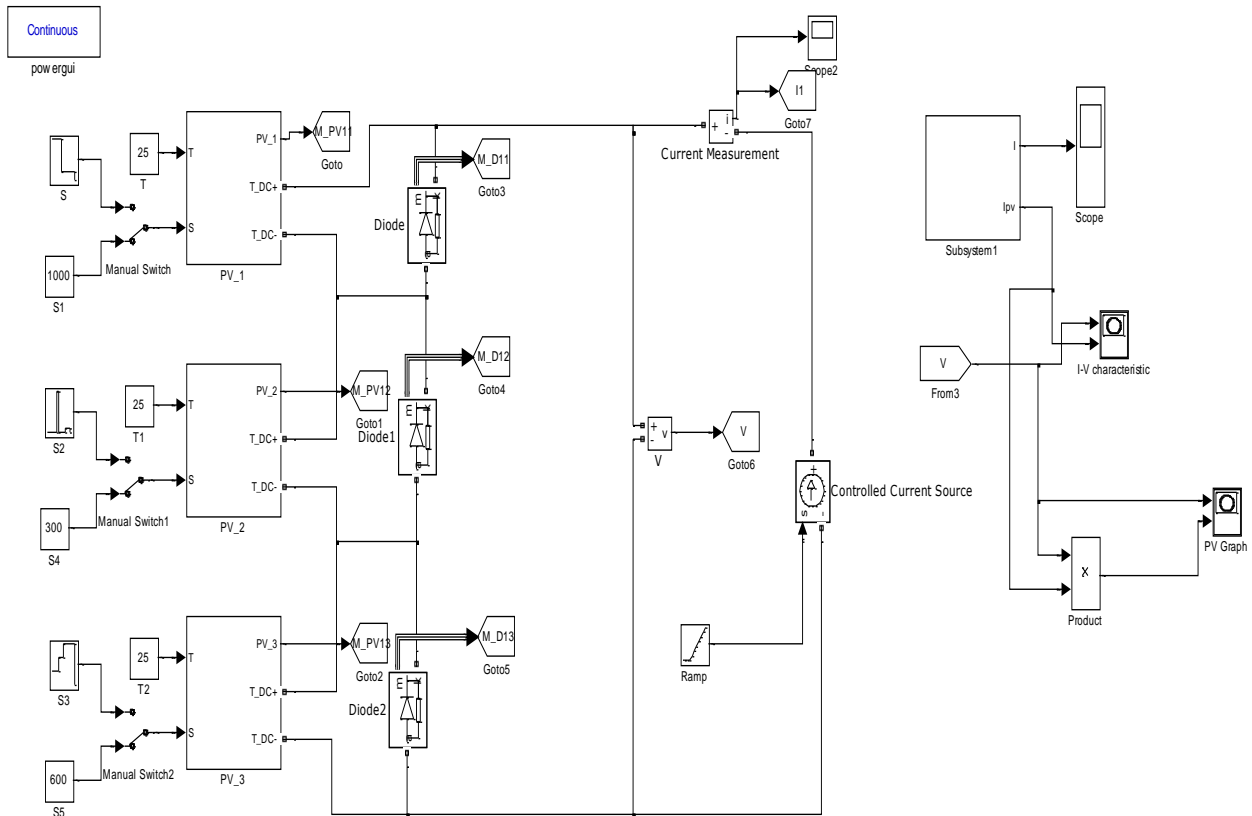 Continuous
powergui
Scope2
I1
Goto7
i
+
-
Current Measurement
S
25
T
1000
S1
Manual Switch
T
S
PV_1
T_DC+
T_DC-
PV_1
M_PV11
Goto
M_D11
Goto3
m
Diode
I
Ipv
Subsystem1
Scope
S2
25
T1
300
S4
Manual Switch1
T
S
PV_2
T_DC+
T_DC-
PV_2
M_PV12
Goto1
M_D12
Goto4
m
Diode1
+
-
v
V
V
Goto6
+
s
-
Controlled Current Source
V
From3
I-V characteristic
PV Graph
X
Product
S3
25
T2
600
S5
Manual Switch2
T
S
PV_3
T_DC+
T_DC-
PV_3
M_PV13
Goto2
M_D13
Goto5
m
Diode2
Ramp